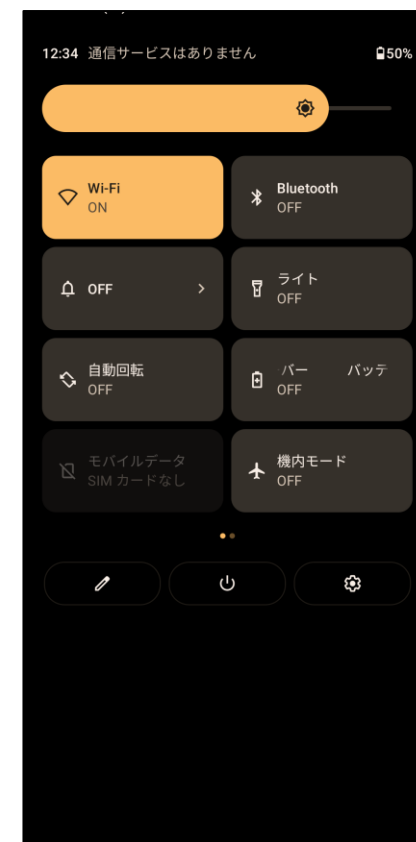 12:34 通信サービスはありません 50%
Wi-Fi
ON
Bluetooth
OFF
OFF
ライト
OFF
自動回転
OFF
バー バッテ
OFF
モバイルデータ
SIM カードなし
機内モード
OFF